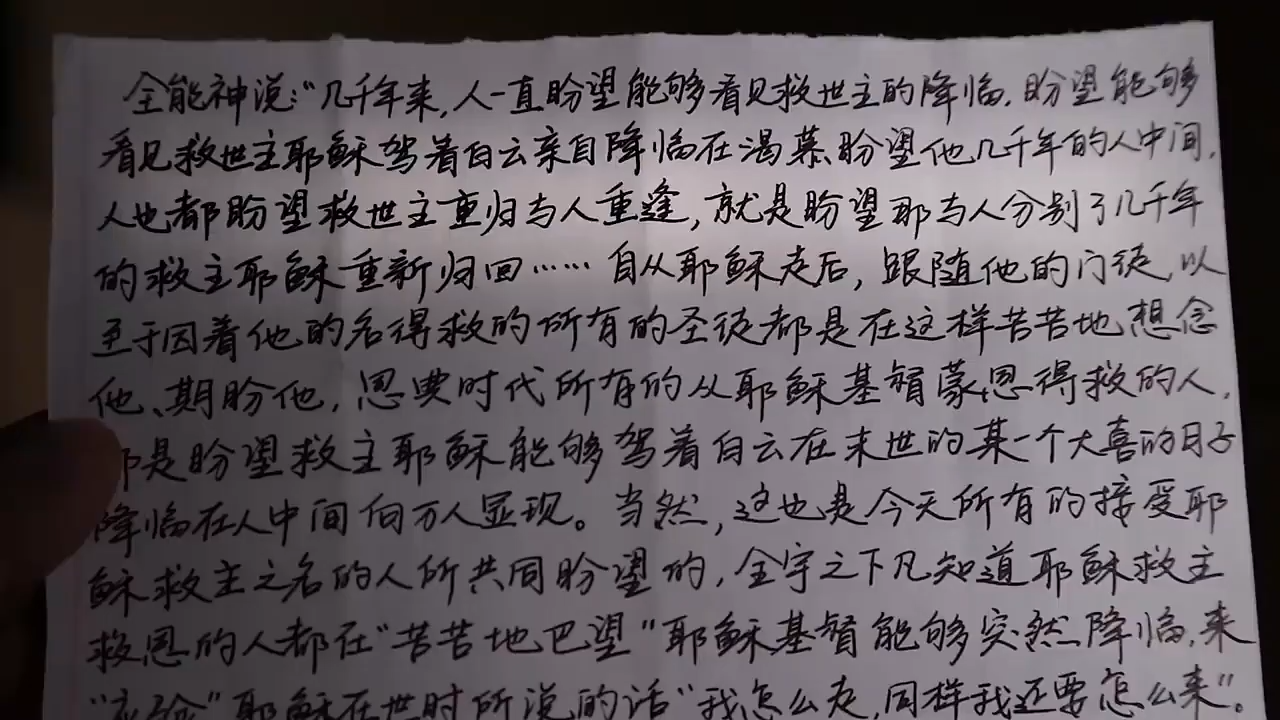 全能神说:“几千年来,人一直盼望能够看见救世主的降临,盼望能够
看见救世主耶稣驾着白云亲自降临在渴慕、盼望他几千年的人中间,
人也都盼望救世主重归与人重逢,就是盼望那与人分别了几千年
的救主耶稣重新归回……自从耶稣走后,跟随他的门徒,以
至于因着他的名得救的所有的圣徒都是在这样苦苦地想念
他、期盼他,恩典时代所有的从耶稣基督蒙恩得救的人,
都是盼望救主耶稣能够驾着白云在末世的某一个大喜的日子
降临在人中间向万人显现。当然,这也是今天所有的接受耶
稣救主之名的人所共同盼望的,全宇之下凡知道耶稣救主
救恩的人都在“苦苦地巴望”耶稣基督能够突然降临,来
“应验”耶稣在世时所说的话“我怎么走,同样我还要怎么来”。